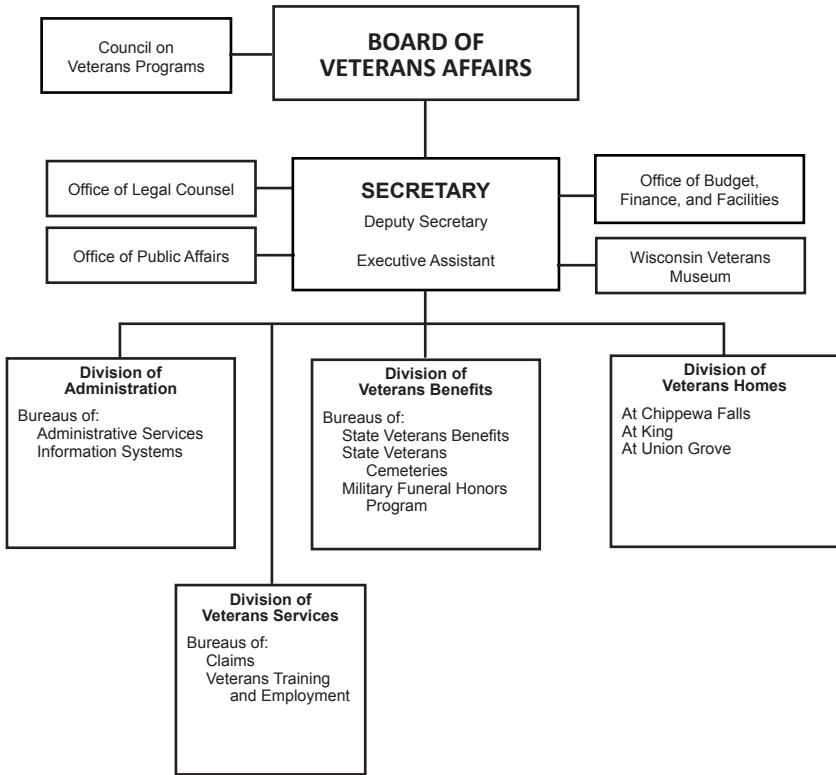 Council on
Veterans Programs
BOARD OF
VETERANS AFFAIRS
Office of Legal Counsel
Office of Public Affairs
SECRETARY
Deputy Secretary
Executive Assistant
Office of Budget,
Finance, and Facilities
Wisconsin Veterans
Museum
Division of
Administration
Bureaus of:
Administrative Services
Information Systems
Division of
Veterans Benefits
Bureaus of:
State Veterans Benefits
State Veterans
Cemeteries
Military Funeral Honors
Program
Division of
Veterans Homes
At Chippewa Falls
At King
At Union Grove
Division of
Veterans Services
Bureaus of:
Claims
Veterans Training
and Employment